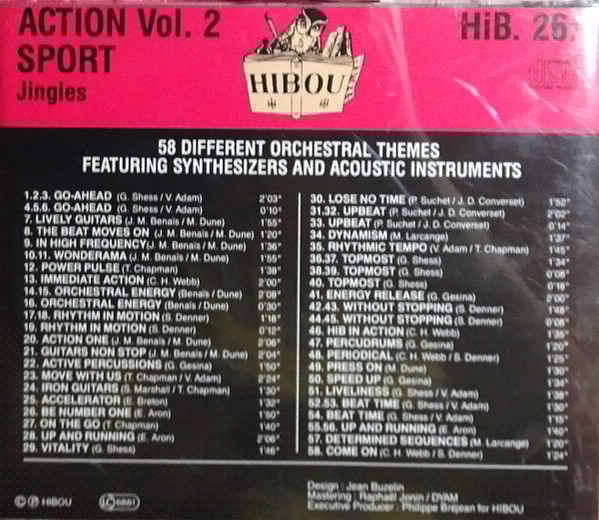 ACTION Vol. 2
SPORT
Jingles
HiB. 267
HIBOU
58 DIFFERENT ORCHESTRAL THEMES
FEATURING SYNTHESIZERS AND ACOUSTIC INSTRUMENTS
1.2.3. GO-AHEAD (G. Shess / V. Adam) 2'03"
4.5.6. GO-AHEAD (G. Shess / V. Adam) 0'10"
7. LIVELY GUITARS (J. M. Benaïs / M. Dune) 1'55"
8. THE BEAT MOVES ON (J. M. Benaïs / M. Dune) 1'20"
9. IN HIGH FREQUENCY (J. M. Benaïs / M. Dune) 1'36"
10.11. WONDERAMA (J. M. Benaïs / M. Dune) 1'55"
12. POWER PULSE (T. Chapman) 1'38"
13. IMMEDIATE ACTION (C. H. Webb) 2'00"
14.15. ORCHESTRAL ENERGY (Benaïs / Dune) 2'08"
16. ORCHESTRAL ENERGY (Benaïs / Dune) 0'30"
17.18. RHYTHM IN MOTION (S. Denner) 1'18"
19. RHYTHM IN MOTION (S. Denner) 0'12"
20. ACTION ONE (J. M. Benaïs / M. Dune) 2'06"
21. GUITARS NON STOP (J. M. Benaïs / M. Dune) 2'04"
22. ACTIVE PERCUSSIONS (G. Gesina) 1'50"
23. MOVE WITH US (T. Chapman / V. Adam) 2'24"
24. IRON GUITARS (S. Marshall / T. Chapman) 1'30"
25. ACCELERATOR (E. Breton) 1'37"
26. BE NUMBER ONE (E. Aron) 1'50"
27. ON THE GO (T. Chapman) 1'40"
28. UP AND RUNNING (E. Aron) 2'06"
29. VITALITY (G. Shess) 1'46"
30. LOSE NO TIME (P. Suchet / J. D. Converset) 1'52"
31.32. UPBEAT (P. Suchet / J. D. Converset) 2'02"
33. UPBEAT (P. Suchet / J. D. Converset) 0'14"
34. DYNAMISM (M. Larcange) 1'37"
35. RHYTHMIC TEMPO (V. Adam / T. Chapman) 1'45"
36.37. TOPMOST (G. Shess) 1'34"
38.39. TOPMOST (G. Shess) 0'08"
40. TOPMOST (G. Shess) 0'18"
41. ENERGY RELEASE (G. Gesina) 2'00"
42.43. WITHOUT STOPPING (S. Denner) 1'48"
44.45. WITHOUT STOPPING (S. Denner) 0'08"
46. HIB IN ACTION (C. H. Webb) 1'35"
47. PERCUDRUMS (G. Gesina) 1'20"
48. PERIODICAL (C. H. Webb / S. Denner) 1'25"
49. PRESS ON (M. Dune) 1'30"
50. SPEED UP (G. Gesina) 1'34"
51. LIVELINESS (G. Shess / V. Adam) 1'38"
52.53. BEAT TIME (G. Shess / V. Adam) 1'30"
54. BEAT TIME (G. Shess / V. Adam) 1'15"
55.56. UP AND RUNNING (E. Aron) 1'40"
57. DETERMINED SEQUENCES (M. Larcange) 1'20"
58. COME ON (C. H. Webb / S. Denner) 1'24"
© ℗ HIBOU
LC 6681
Design : Jean Buzelin
Mastering : Raphaël Jonin / DYAM
Executive Producer : Philippe Bréjean for HIBOU